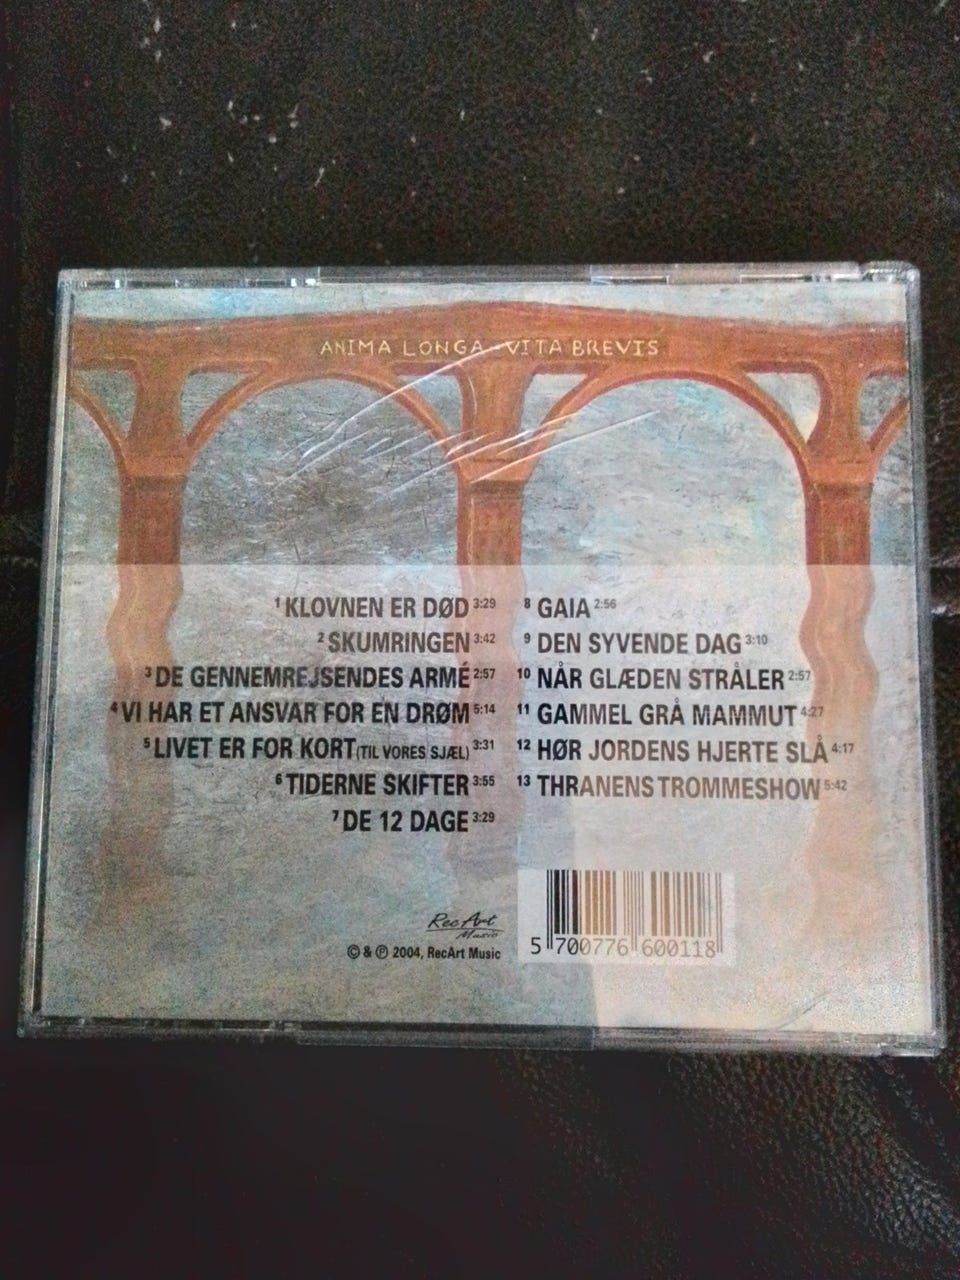 ANIMA LONGA-VITA BREVIS
1 KLOVNEN ER DØD 3:29
2 SKUMRINGEN 3:42
3 DE GENNEMREJSENDES ARMÉ 2:57
4 VI HAR ET ANSVAR FOR EN DRØM 5:14
5 LIVET ER FOR KORT (TIL VORES SJÆL) 3:31
6 TIDERNE SKIFTER 3:55
7 DE 12 DAGE 3:29
8 GAIA 2:56
9 DEN SYVENDE DAG 3:10
10 NÅR GLÆDEN STRÅLER 2:57
11 GAMMEL GRÅ MAMMUT 4:27
12 HØR JORDENS HJERTE SLÅ 4:17
13 THRANENS TROMMESHOW 5:42
RecArt
Music
© & ℗ 2004, RecArt Music
5 700776 600118